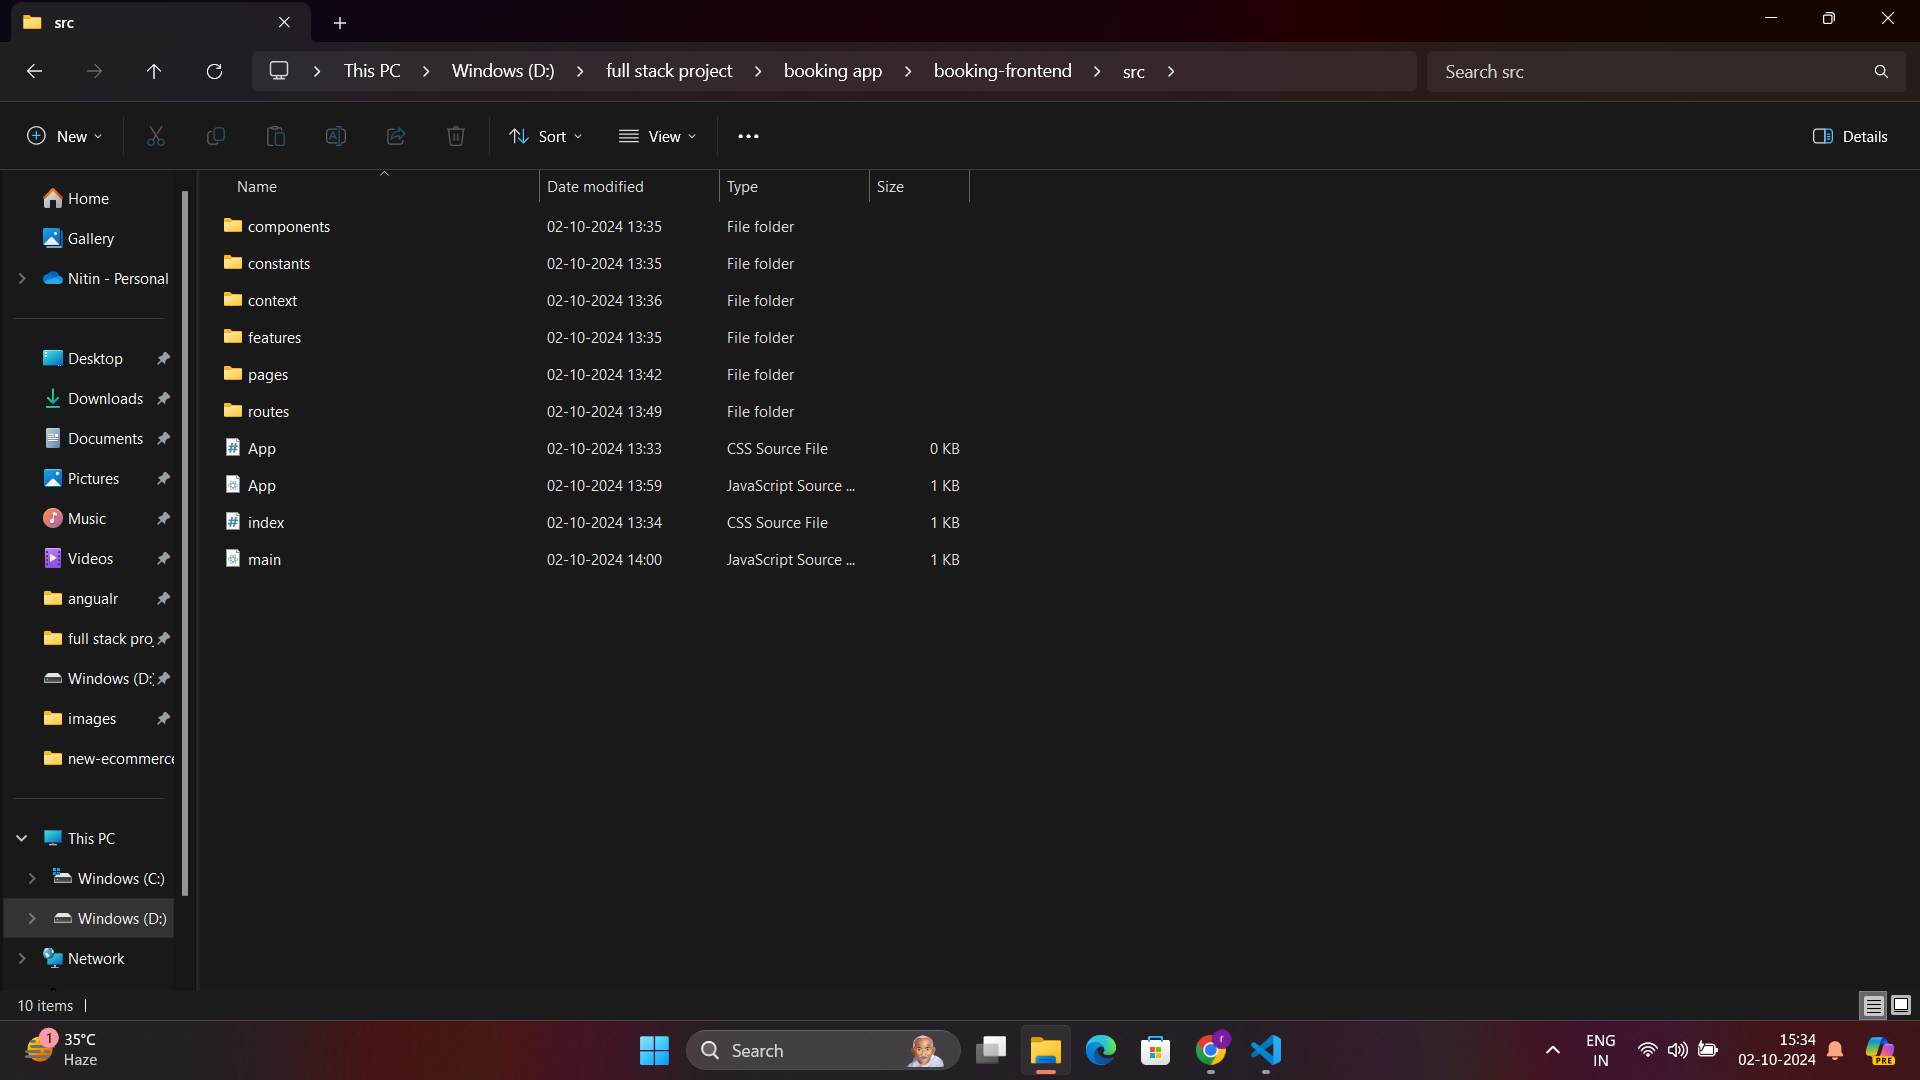 src
This PC > Windows (D:) > full stack project > booking app > booking-frontend > src >
Search src
New
Sort
View
Details
Name Date modified Type Size
Home
Gallery
Nitin - Personal
Desktop
Downloads
Documents
Pictures
Music
Videos
angualr
full stack pro
Windows (D:)
images
new-ecommerce
This PC
Windows (C:)
Windows (D:)
Network
components 02-10-2024 13:35 File folder
constants 02-10-2024 13:35 File folder
context 02-10-2024 13:36 File folder
features 02-10-2024 13:35 File folder
pages 02-10-2024 13:42 File folder
routes 02-10-2024 13:49 File folder
App 02-10-2024 13:33 CSS Source File 0 KB
App 02-10-2024 13:59 JavaScript Source ... 1 KB
index 02-10-2024 13:34 CSS Source File 1 KB
main 02-10-2024 14:00 JavaScript Source ... 1 KB
10 items
1
35°C
Haze
Search
r
ENG
IN
15:34
02-10-2024
PRE